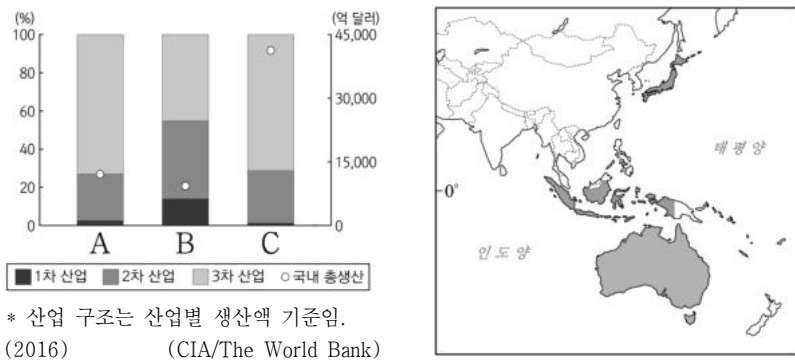 (%)
(억 달러)
100
45,000
80
60
30,000
40
15,000
20
0
0
A
B
C
■1차 산업 ■2차 산업 ■3차 산업 ○국내 총생산
* 산업 구조는 산업별 생산액 기준임.
(2016) (CIA/The World Bank)
태평양
0°
인도양